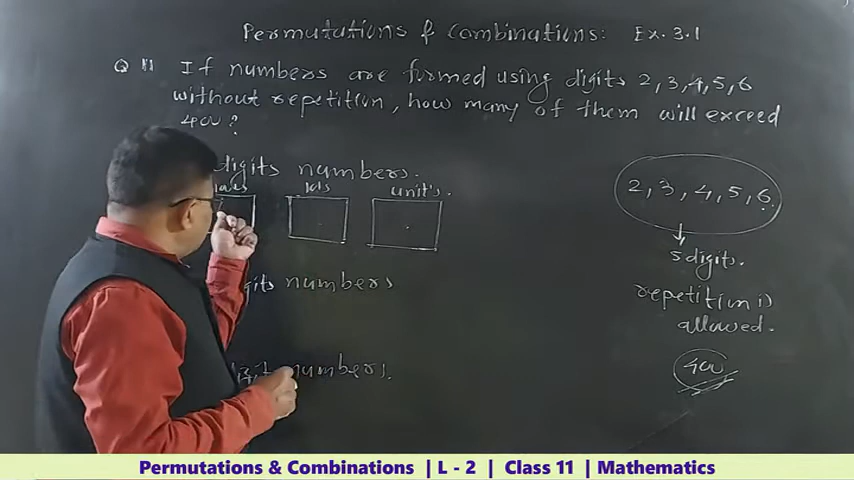 Permutations & Combinations: Ex. 3.1
Q 11 If numbers are formed using digits 2,3,4,5,6
without repetition, how many of them will exceed
400?
digits numbers.
10s units.
2, 3, 4, 5, 6
5 digits.
numbers
repetition is
allowed.
numbers.
400
Permutations & Combinations | L - 2 | Class 11 | Mathematics